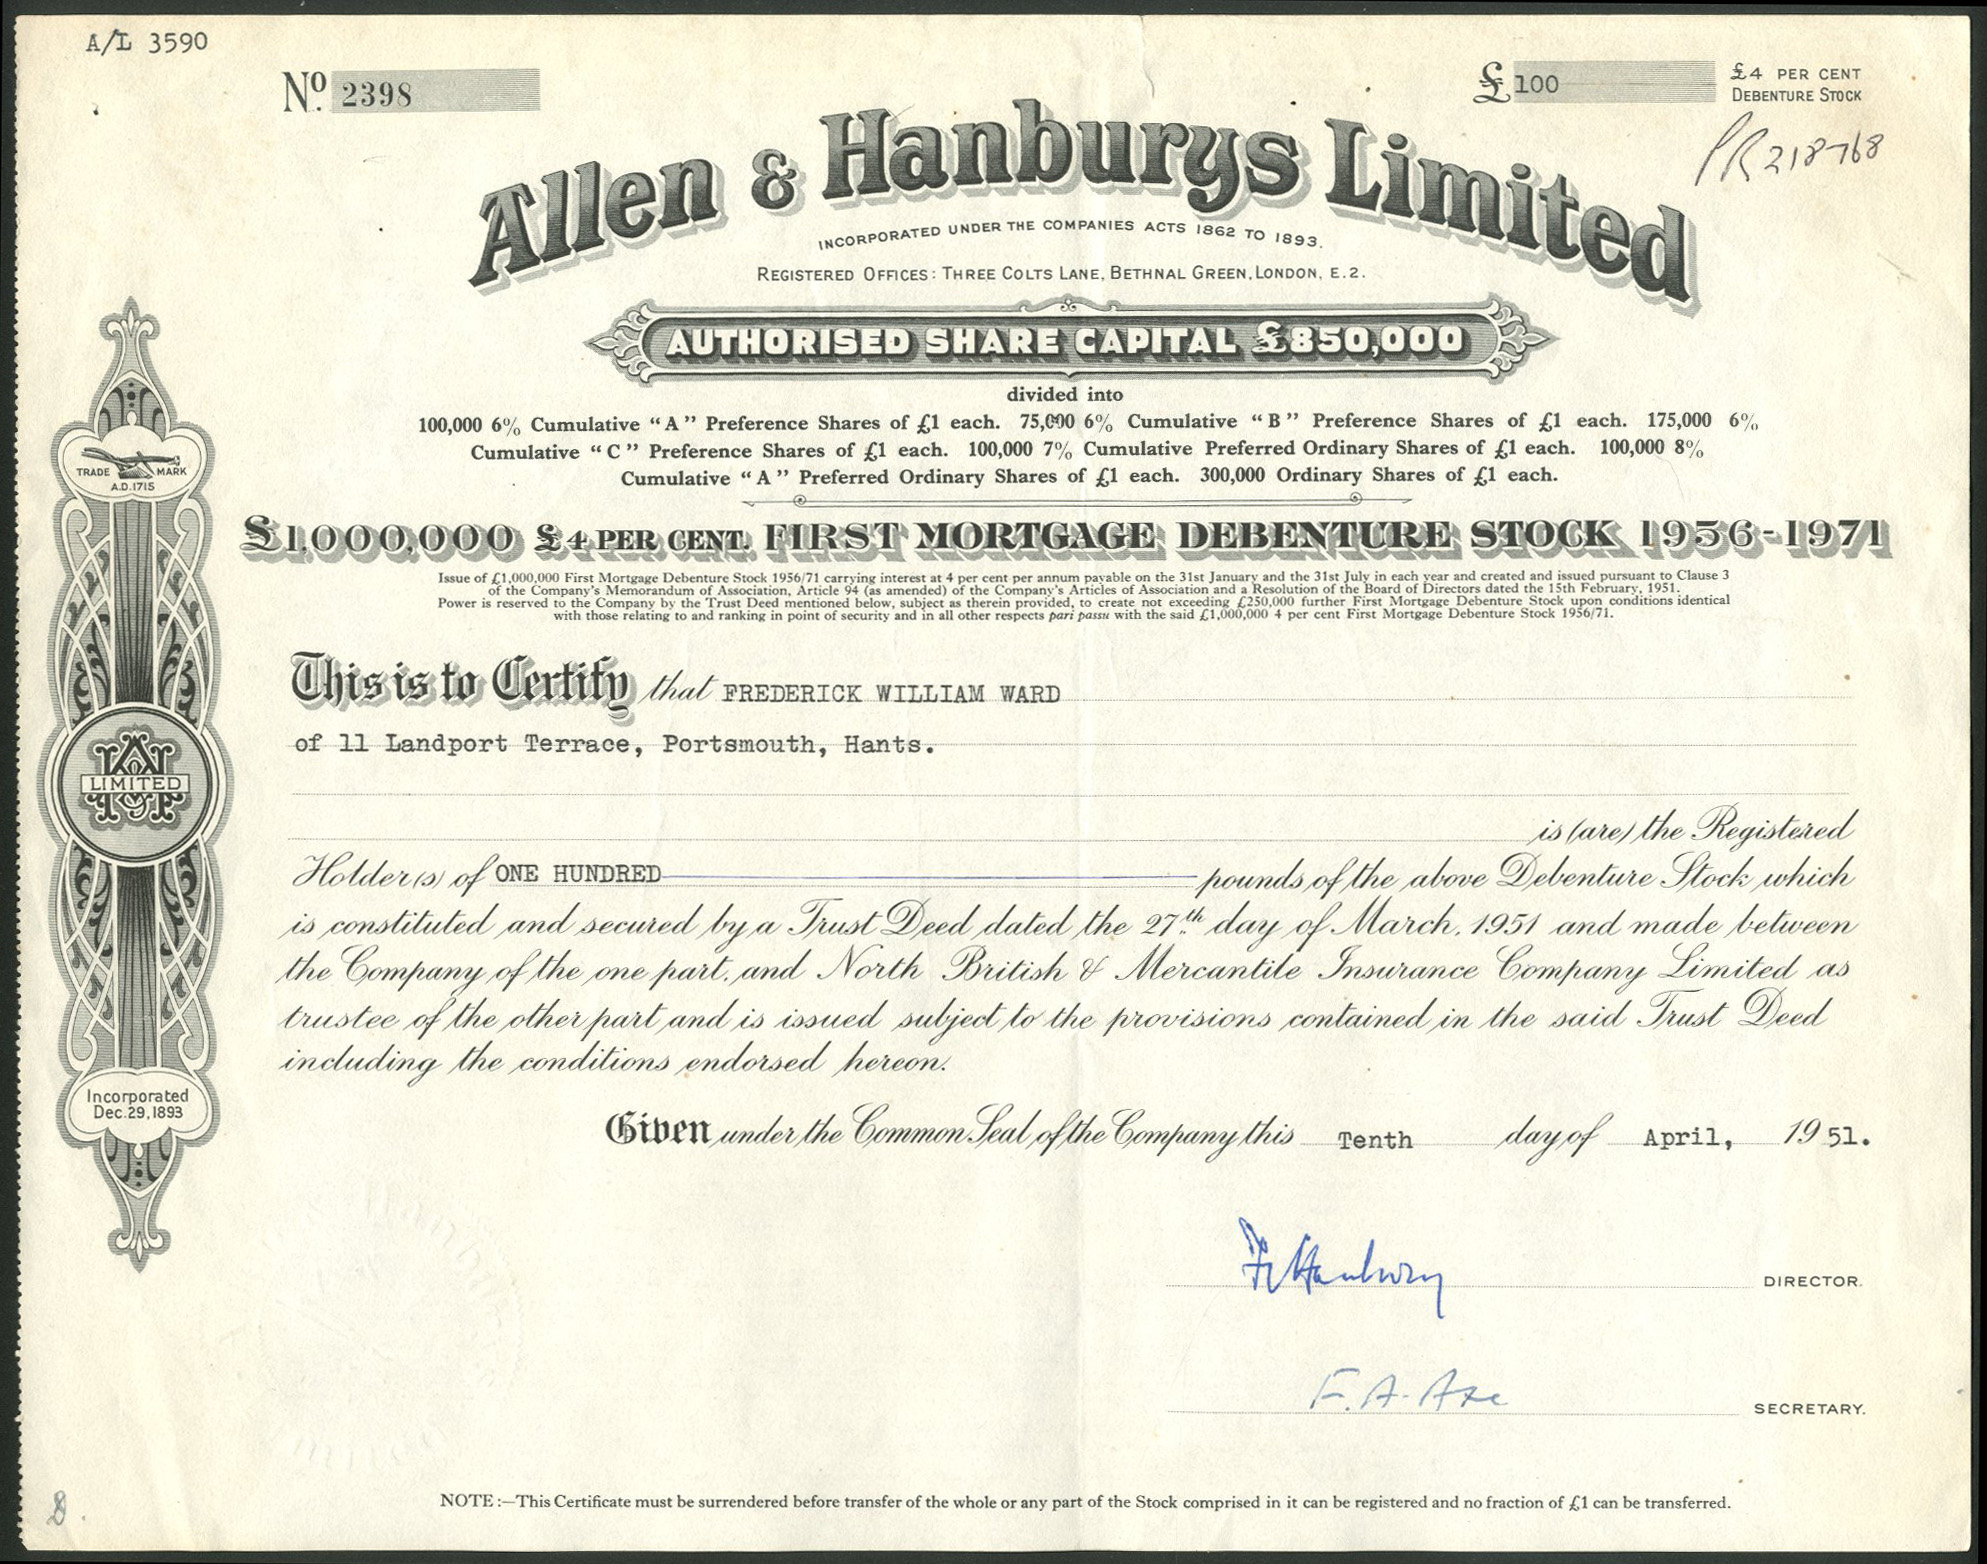 A/L 3590
No. 2398
£ 100
£4 PER CENT
DEBENTURE STOCK
PR 218768
Allen & Hanburys Limited
INCORPORATED UNDER THE COMPANIES ACTS 1862 TO 1893.
REGISTERED OFFICES: THREE COLTS LANE, BETHNAL GREEN, LONDON, E.2.
AUTHORISED SHARE CAPITAL £850,000
divided into
100,000 6% Cumulative "A" Preference Shares of £1 each. 75,000 6% Cumulative "B" Preference Shares of £1 each. 175,000 6%
Cumulative "C" Preference Shares of £1 each. 100,000 7% Cumulative Preferred Ordinary Shares of £1 each. 100,000 8%
Cumulative "A" Preferred Ordinary Shares of £1 each. 300,000 Ordinary Shares of £1 each.
TRADE MARK
A.D.1715
£1,000,000 £4 PER CENT. FIRST MORTGAGE DEBENTURE STOCK 1956-1971
Issue of £1,000,000 First Mortgage Debenture Stock 1956/71 carrying interest at 4 per cent per annum payable on the 31st January and the 31st July in each year and created and issued pursuant to Clause 3
of the Company's Memorandum of Association, Article 94 (as amended) of the Company's Articles of Association and a Resolution of the Board of Directors dated the 15th February, 1951.
Power is reserved to the Company by the Trust Deed mentioned below, subject as therein provided, to create not exceeding £250,000 further First Mortgage Debenture Stock upon conditions identical
with those relating to and ranking in point of security and in all other respects pari passu with the said £1,000,000 4 per cent First Mortgage Debenture Stock 1956/71.
This is to Certify that FREDERICK WILLIAM WARD
of 11 Landport Terrace, Portsmouth, Hants.
LIMITED
is (are) the Registered
Holder(s) of ONE HUNDRED pounds of the above Debenture Stock which
is constituted and secured by a Trust Deed dated the 27th day of March, 1951 and made between
the Company of the one part, and North British & Mercantile Insurance Company Limited as
trustee of the other part and is issued subject to the provisions contained in the said Trust Deed
including the conditions endorsed hereon.
Incorporated
Dec.29,1893
Given under the Common Seal of the Company this Tenth day of April, 1951.
Hanbury
DIRECTOR.
F. A. Axe
SECRETARY.
NOTE :—This Certificate must be surrendered before transfer of the whole or any part of the Stock comprised in it can be registered and no fraction of £1 can be transferred.
8.